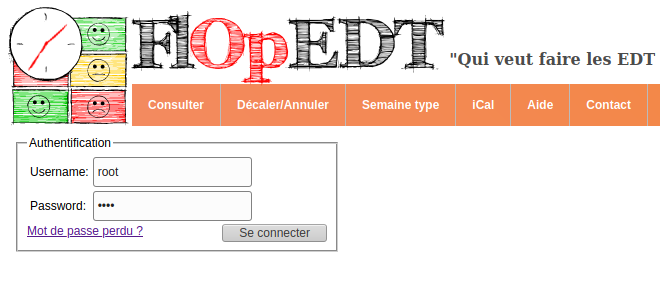 FlOpEDT
"Qui veut faire les EDT
Consulter Décaler/Annuler Semaine type iCal Aide Contact
Authentification
Username: root
Password: ••••
Mot de passe perdu ? Se connecter